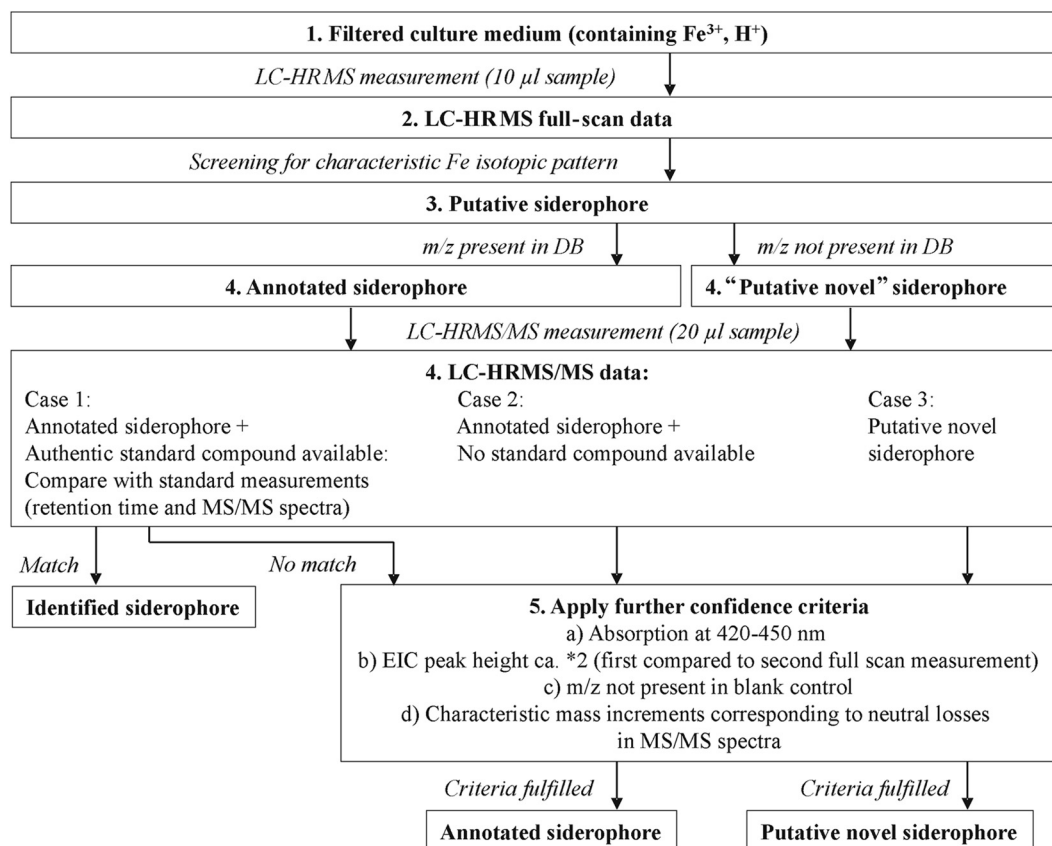 1. Filtered culture medium (containing Fe³⁺, H⁺)
LC-HRMS measurement (10 µl sample)
2. LC-HRMS full-scan data
Screening for characteristic Fe isotopic pattern
3. Putative siderophore
m/z present in DB
m/z not present in DB
4. Annotated siderophore
4. “Putative novel” siderophore
LC-HRMS/MS measurement (20 µl sample)
4. LC-HRMS/MS data:
Case 1:
Annotated siderophore +
Authentic standard compound available:
Compare with standard measurements
(retention time and MS/MS spectra)
Case 2:
Annotated siderophore +
No standard compound available
Case 3:
Putative novel
siderophore
Match
No match
Identified siderophore
5. Apply further confidence criteria
a) Absorption at 420-450 nm
b) EIC peak height ca. *2 (first compared to second full scan measurement)
c) m/z not present in blank control
d) Characteristic mass increments corresponding to neutral losses
in MS/MS spectra
Criteria fulfilled
Criteria fulfilled
Annotated siderophore
Putative novel siderophore